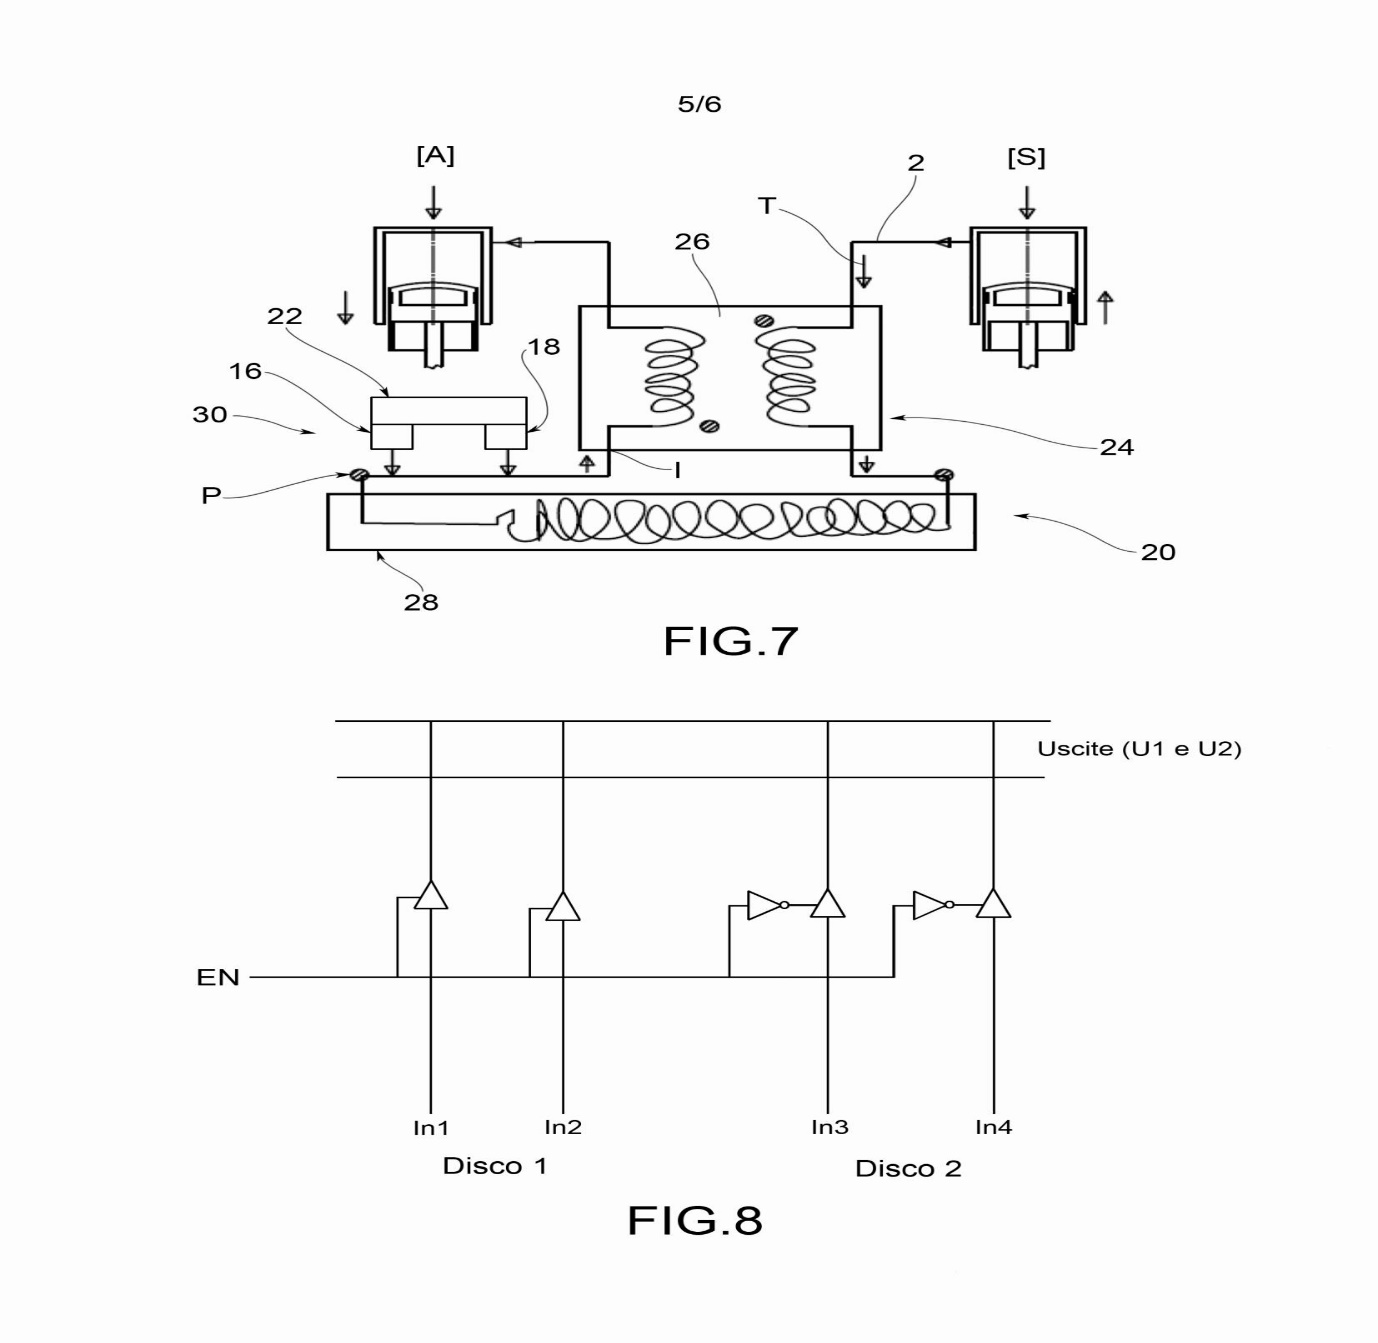 5/6
[A]
[S]
2
T
26
22
18
16
30
24
P
I
20
28
FIG.7
Uscite (U1 e U2)
EN
In1
In2
In3
In4
Disco 1
Disco 2
FIG.8